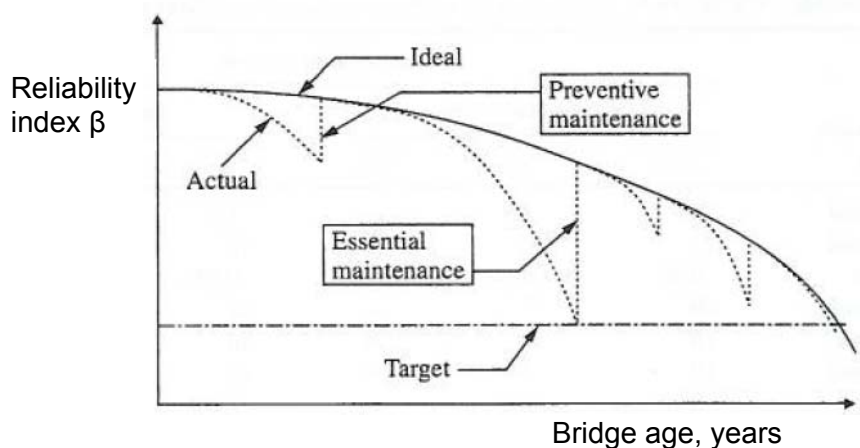 Ideal
Reliability
index β
Preventive
maintenance
Actual
Essential
maintenance
Target
Bridge age, years